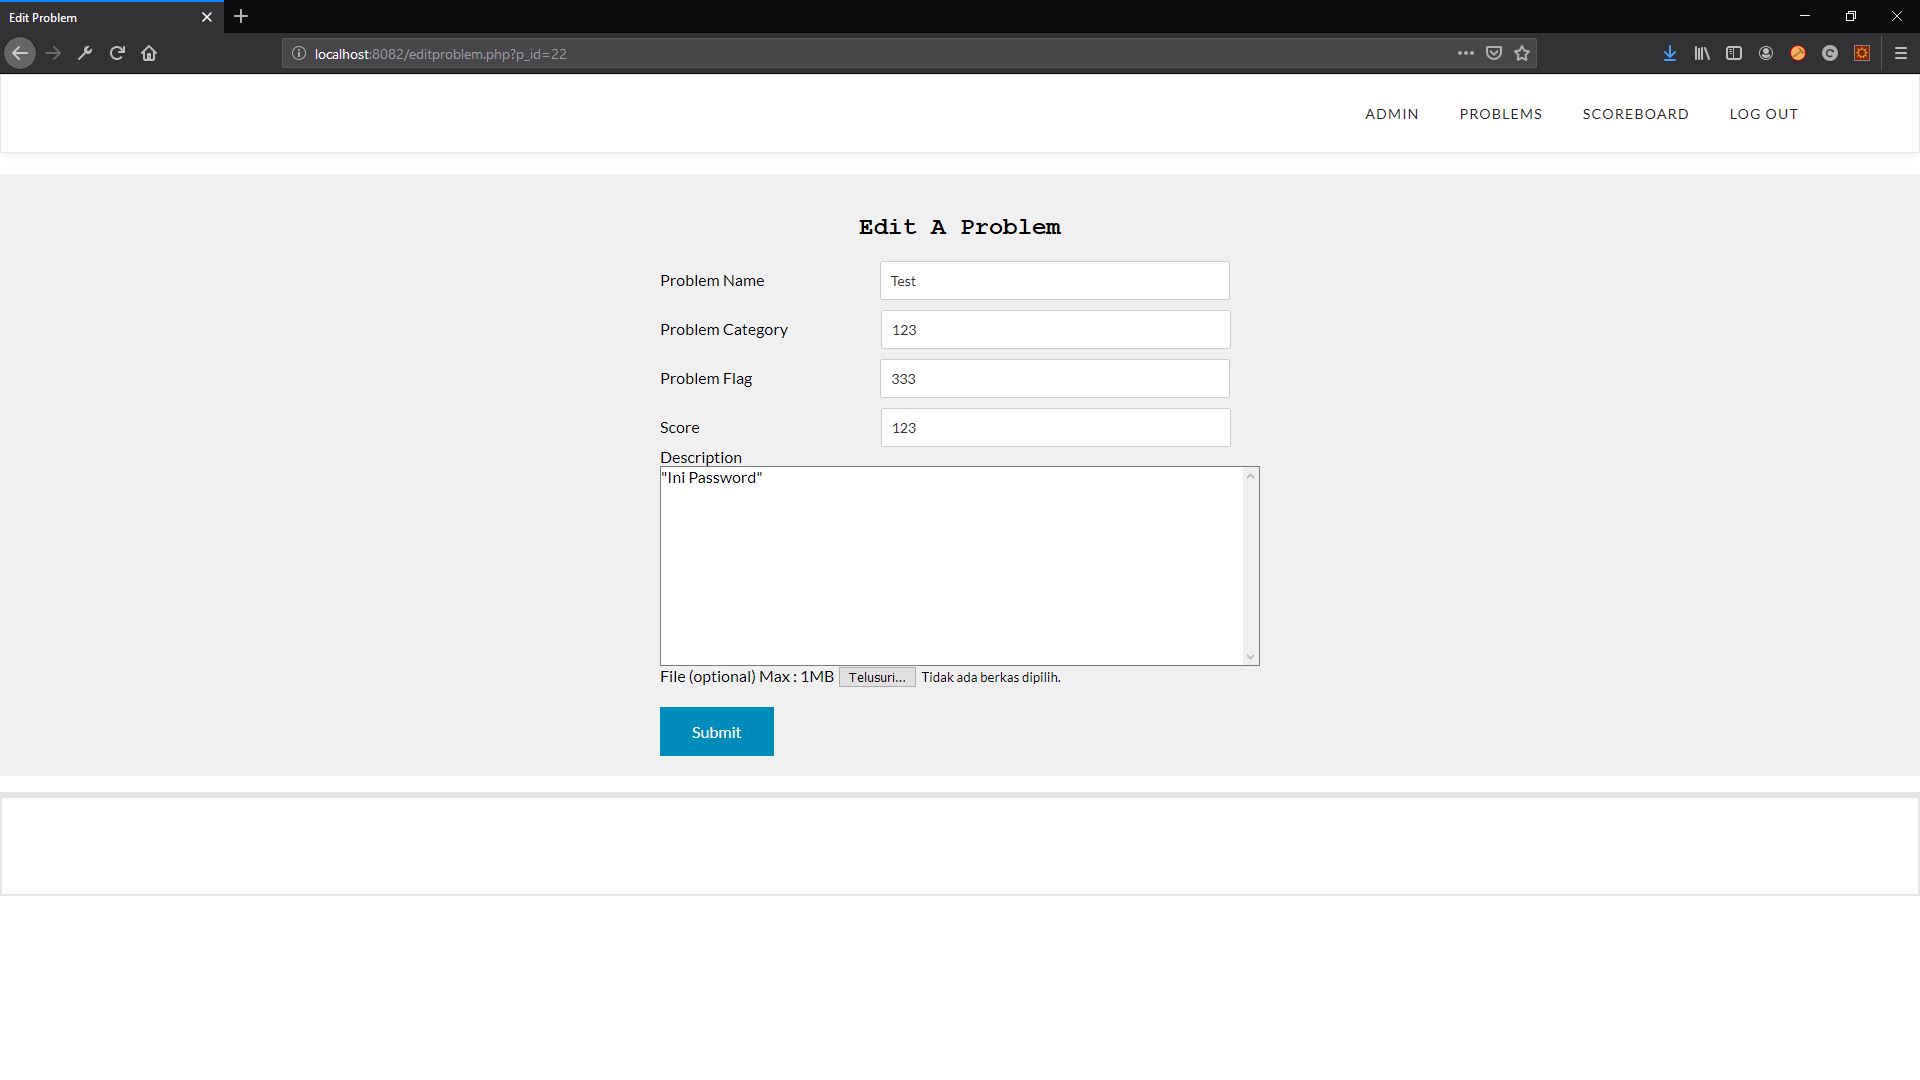 Edit Problem
localhost:8082/editproblem.php?p_id=22
ADMIN PROBLEMS SCOREBOARD LOG OUT
Edit A Problem
Problem Name Test
Problem Category 123
Problem Flag 333
Score 123
Description
"Ini Password"
File (optional) Max : 1MB Telusuri... Tidak ada berkas dipilih.
Submit